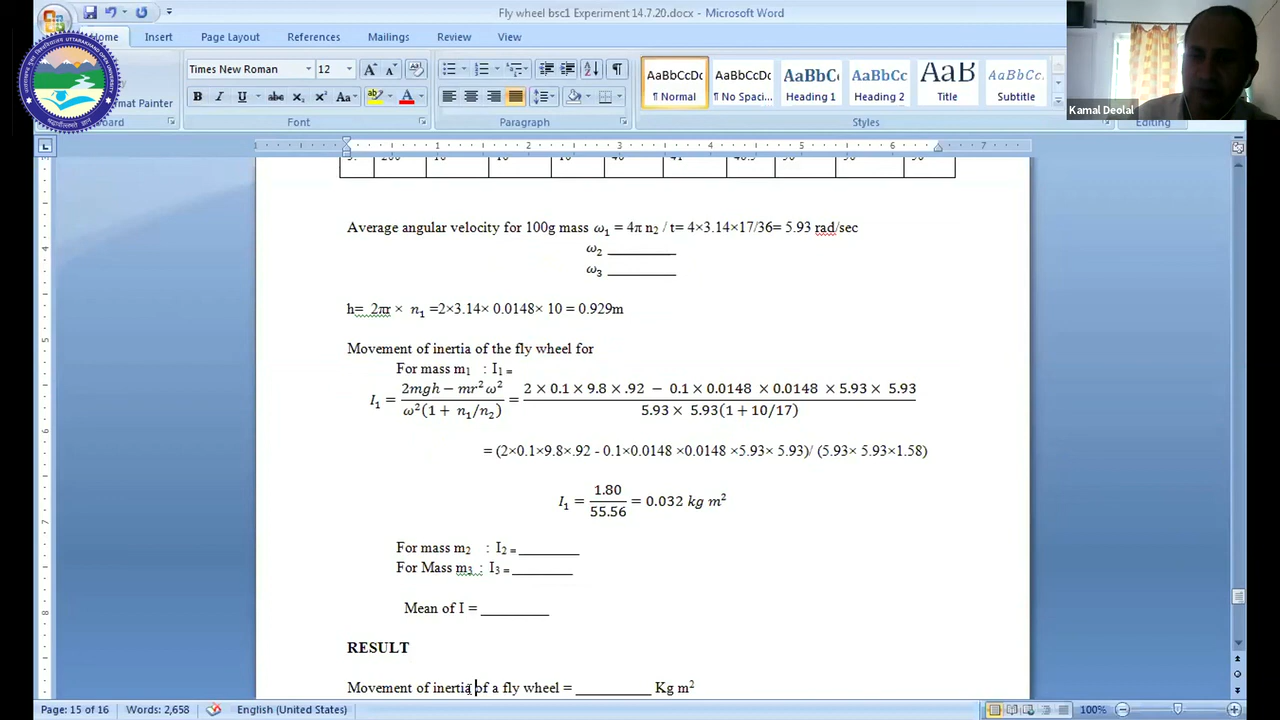 Fly wheel bsc1 Experiment 14.7.20.docx - Microsoft Word
Home Insert Page Layout References Mailings Review View
Times New Roman 12
Format Painter
AaBbCcDc AaBbCcDc AaBbC AaBbCc AaB AaBbCcD
¶ Normal ¶ No Spaci... Heading 1 Heading 2 Title Subtitle
Font Paragraph Styles Editing
Kamal Deolal
Average angular velocity for 100g mass ω₁ = 4π n₂ / t= 4×3.14×17/36= 5.93 rad/sec
ω₂ ________
ω₃ ________
h= 2πr × n₁ =2×3.14× 0.0148× 10 = 0.929m
Movement of inertia of the fly wheel for
For mass m₁ : I₁ =
I₁ = (2mgh − mr²ω²)/(ω²(1 + n₁/n₂)) = (2 × 0.1 × 9.8 × .92 − 0.1 × 0.0148 × 0.0148 × 5.93 × 5.93)/(5.93 × 5.93(1 + 10/17))
= (2×0.1×9.8×.92 - 0.1×0.0148 ×0.0148 ×5.93× 5.93)/ (5.93× 5.93×1.58)
I₁ = 1.80/55.56 = 0.032 kg m²
For mass m₂ : I₂ = ________
For Mass m₃ : I₃ = ________
Mean of I = ________
RESULT
Movement of inertia of a fly wheel = _________ Kg m²
Page: 15 of 16 Words: 2,658 English (United States) 100%